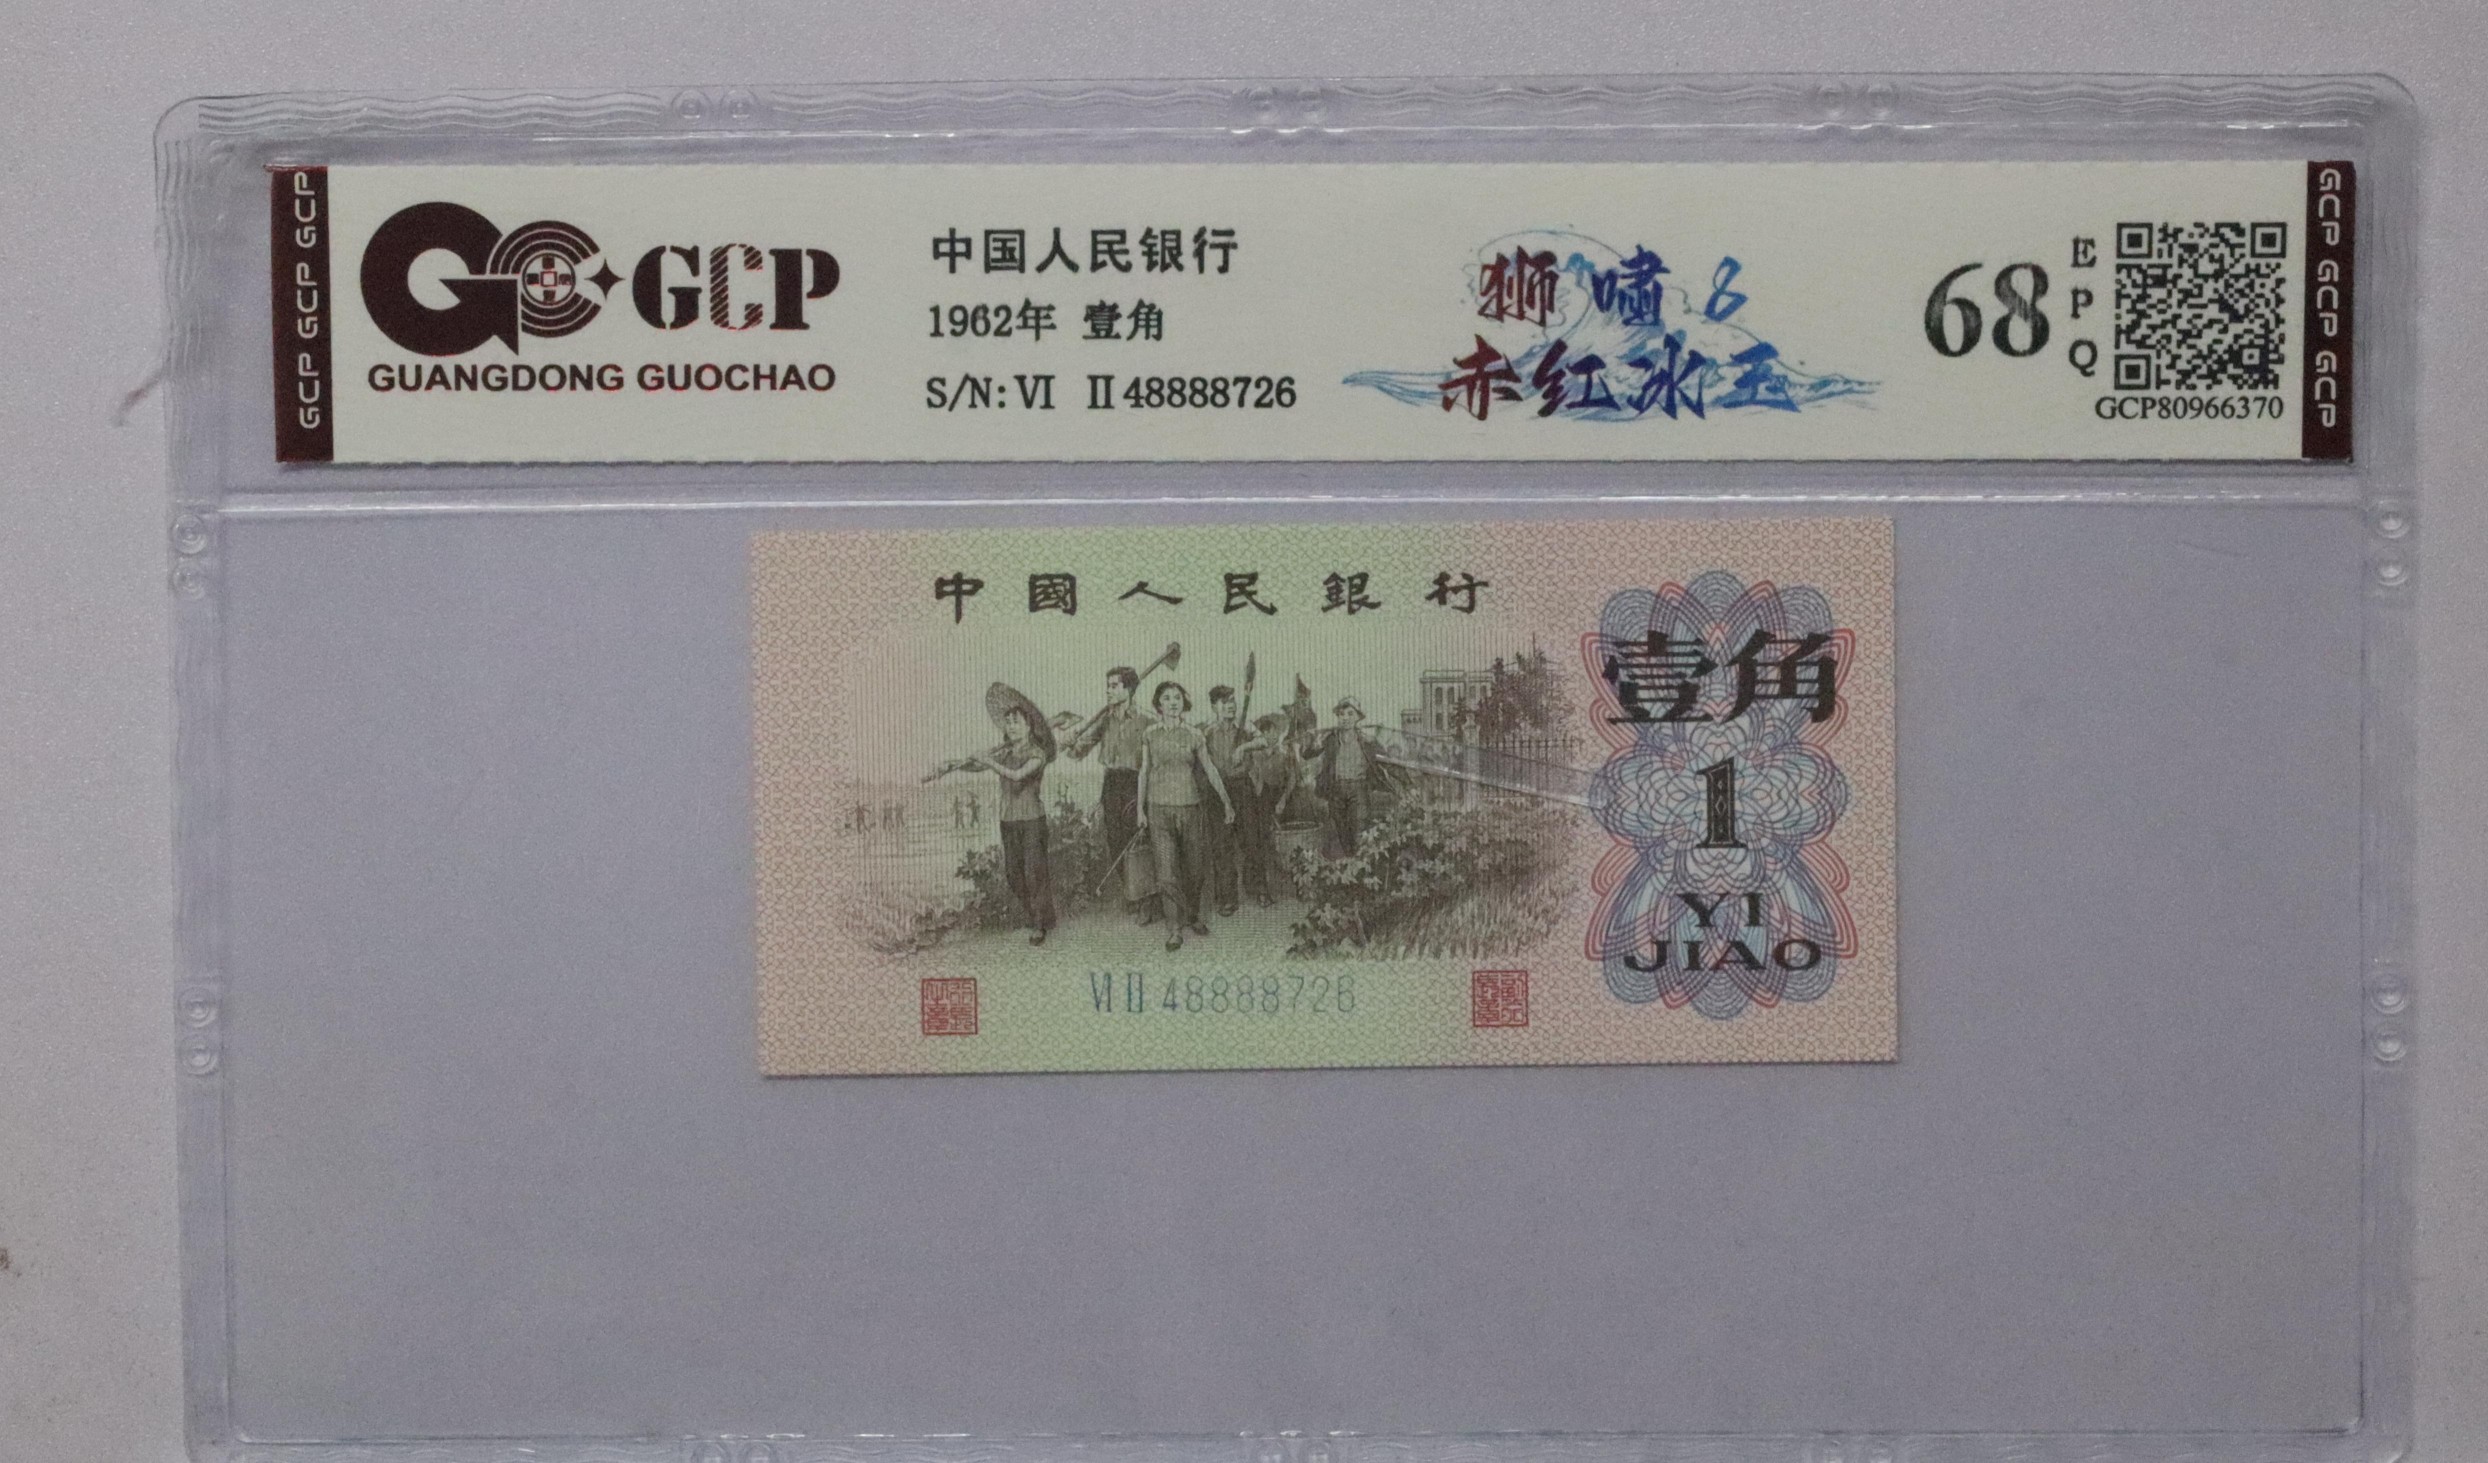 GCP GCP GCP
GCP
GUANGDONG GUOCHAO
中国人民银行
1962年 壹角
S/N: VI II 48888726
狮啸8
赤红冰玉
68
EPQ
GCP80966370
GCP GCP GCP
中國人民銀行
壹角
1
YI
JIAO
VI II 48888726